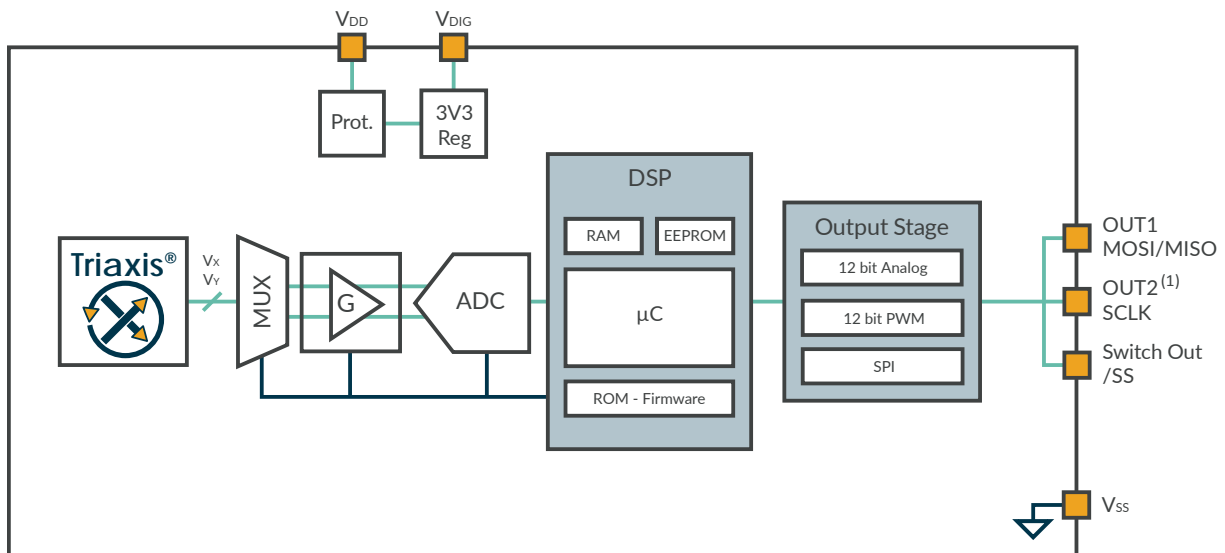 VDD
VDIG
Prot.
3V3
Reg
DSP
RAM
EEPROM
µC
ROM - Firmware
Output Stage
12 bit Analog
12 bit PWM
SPI
Triaxis®
VX
VY
MUX
G
ADC
OUT1
MOSI/MISO
OUT2(1)
SCLK
Switch Out
/SS
VSS